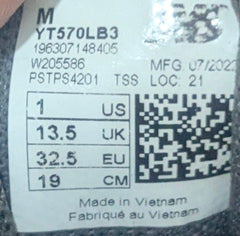 M
YT570LB3
196307148405
W205586 MFG 07/2022
PSTPS4201 TSS LOC: 21
1 US
13.5 UK
32.5 EU
19 CM
Made in Vietnam
Fabriqué au Vietnam